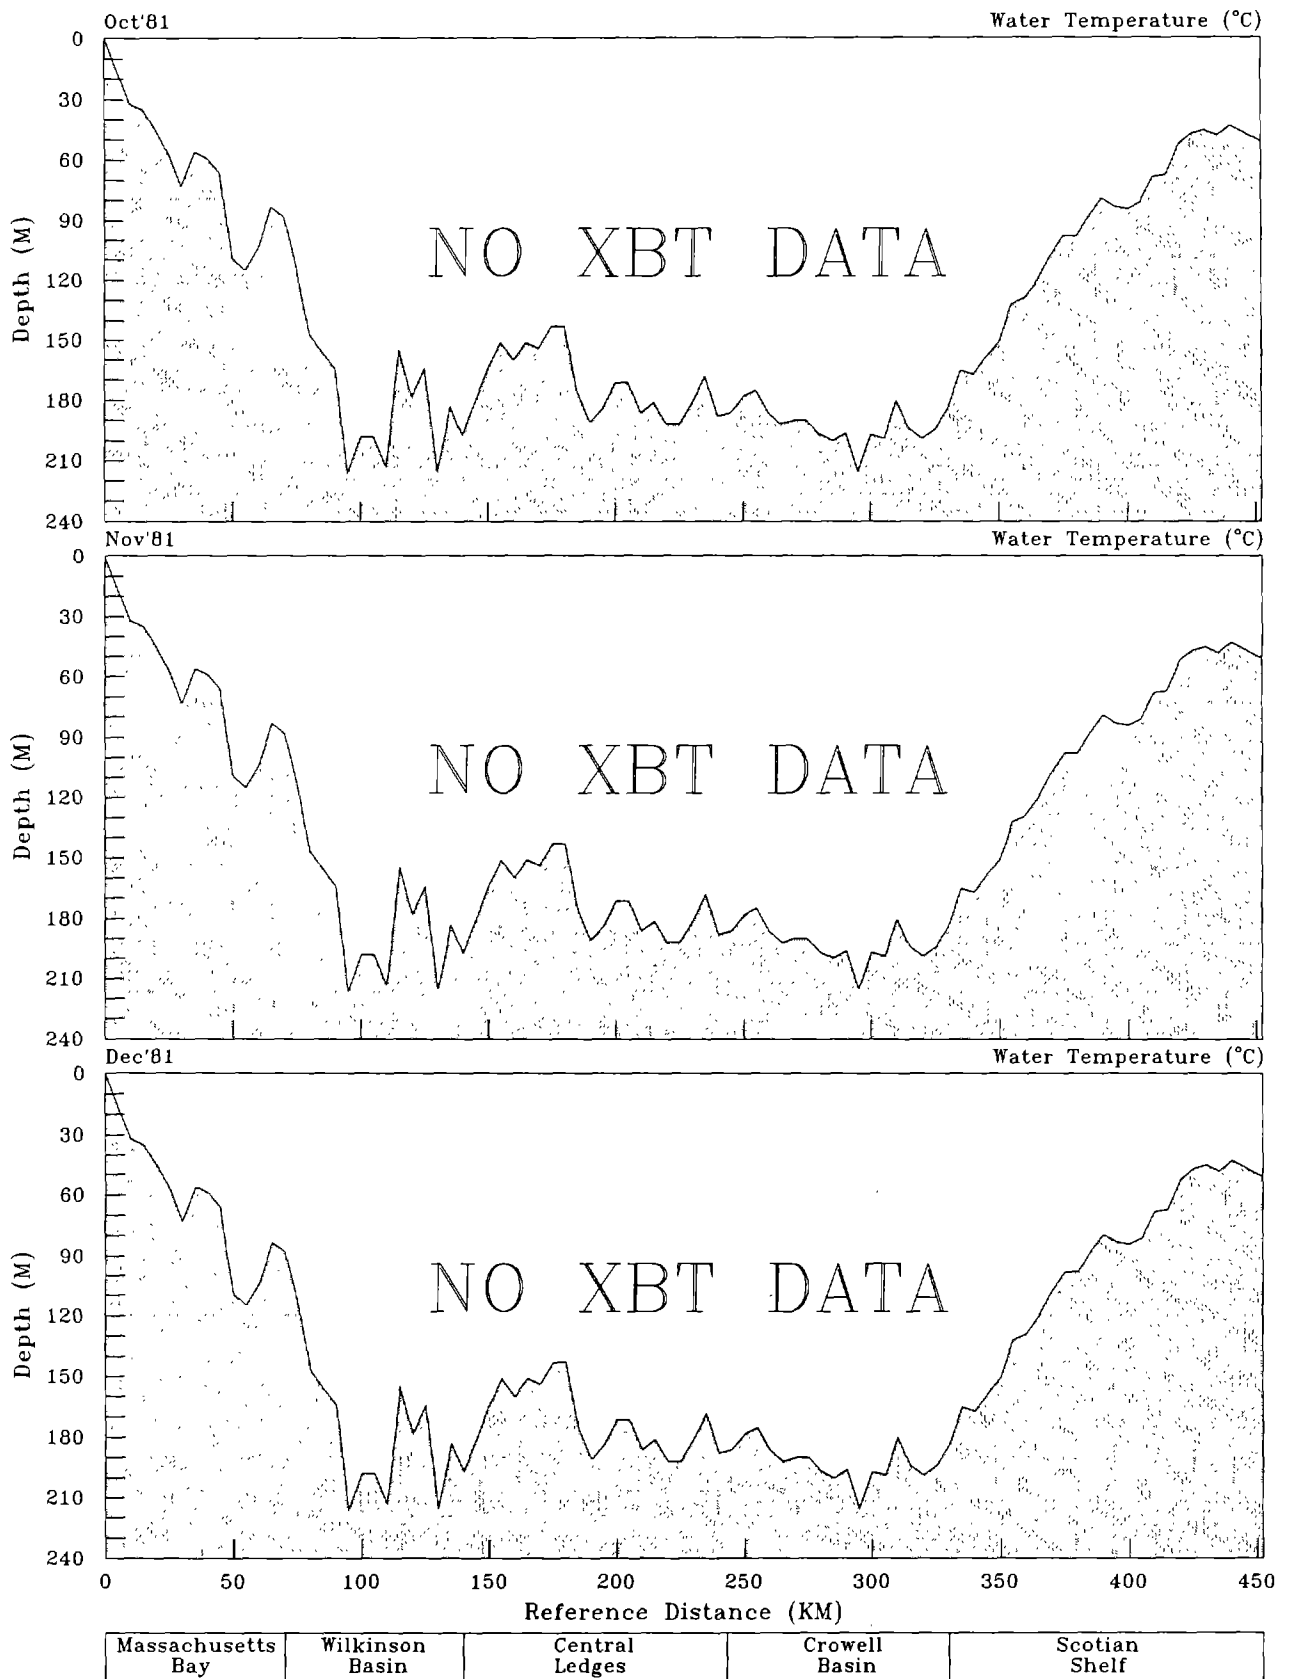 Oct'81 Water Temperature (°C)
0
30
60
90
120
150
180
210
240
Depth (M)
NO XBT DATA
Nov'81 Water Temperature (°C)
0
30
60
90
120
150
180
210
240
Depth (M)
NO XBT DATA
Dec'81 Water Temperature (°C)
0
30
60
90
120
150
180
210
240
Depth (M)
NO XBT DATA
0 50 100 150 200 250 300 350 400 450
Reference Distance (KM)
Massachusetts Wilkinson Central Crowell Scotian
Bay Basin Ledges Basin Shelf